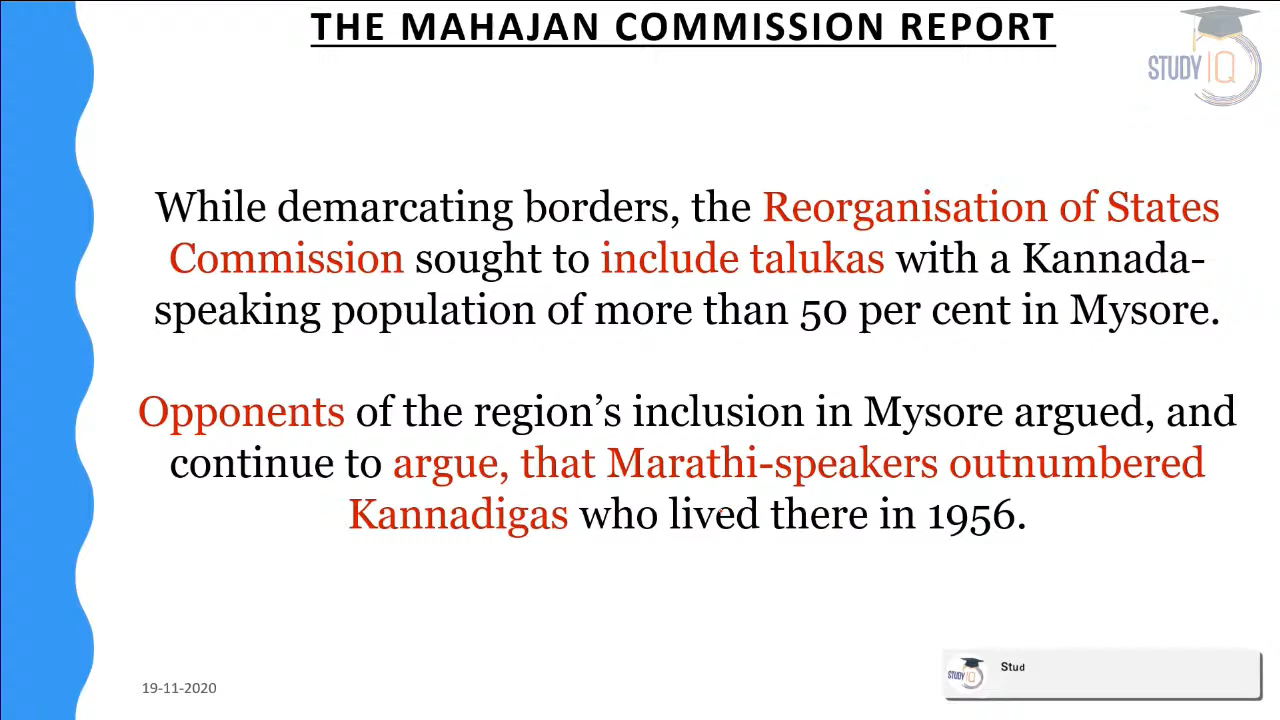 THE MAHAJAN COMMISSION REPORT
STUDY IQ
While demarcating borders, the Reorganisation of States
Commission sought to include talukas with a Kannada-
speaking population of more than 50 per cent in Mysore.
Opponents of the region’s inclusion in Mysore argued, and
continue to argue, that Marathi-speakers outnumbered
Kannadigas who lived there in 1956.
19-11-2020
STUDY IQ
Stud